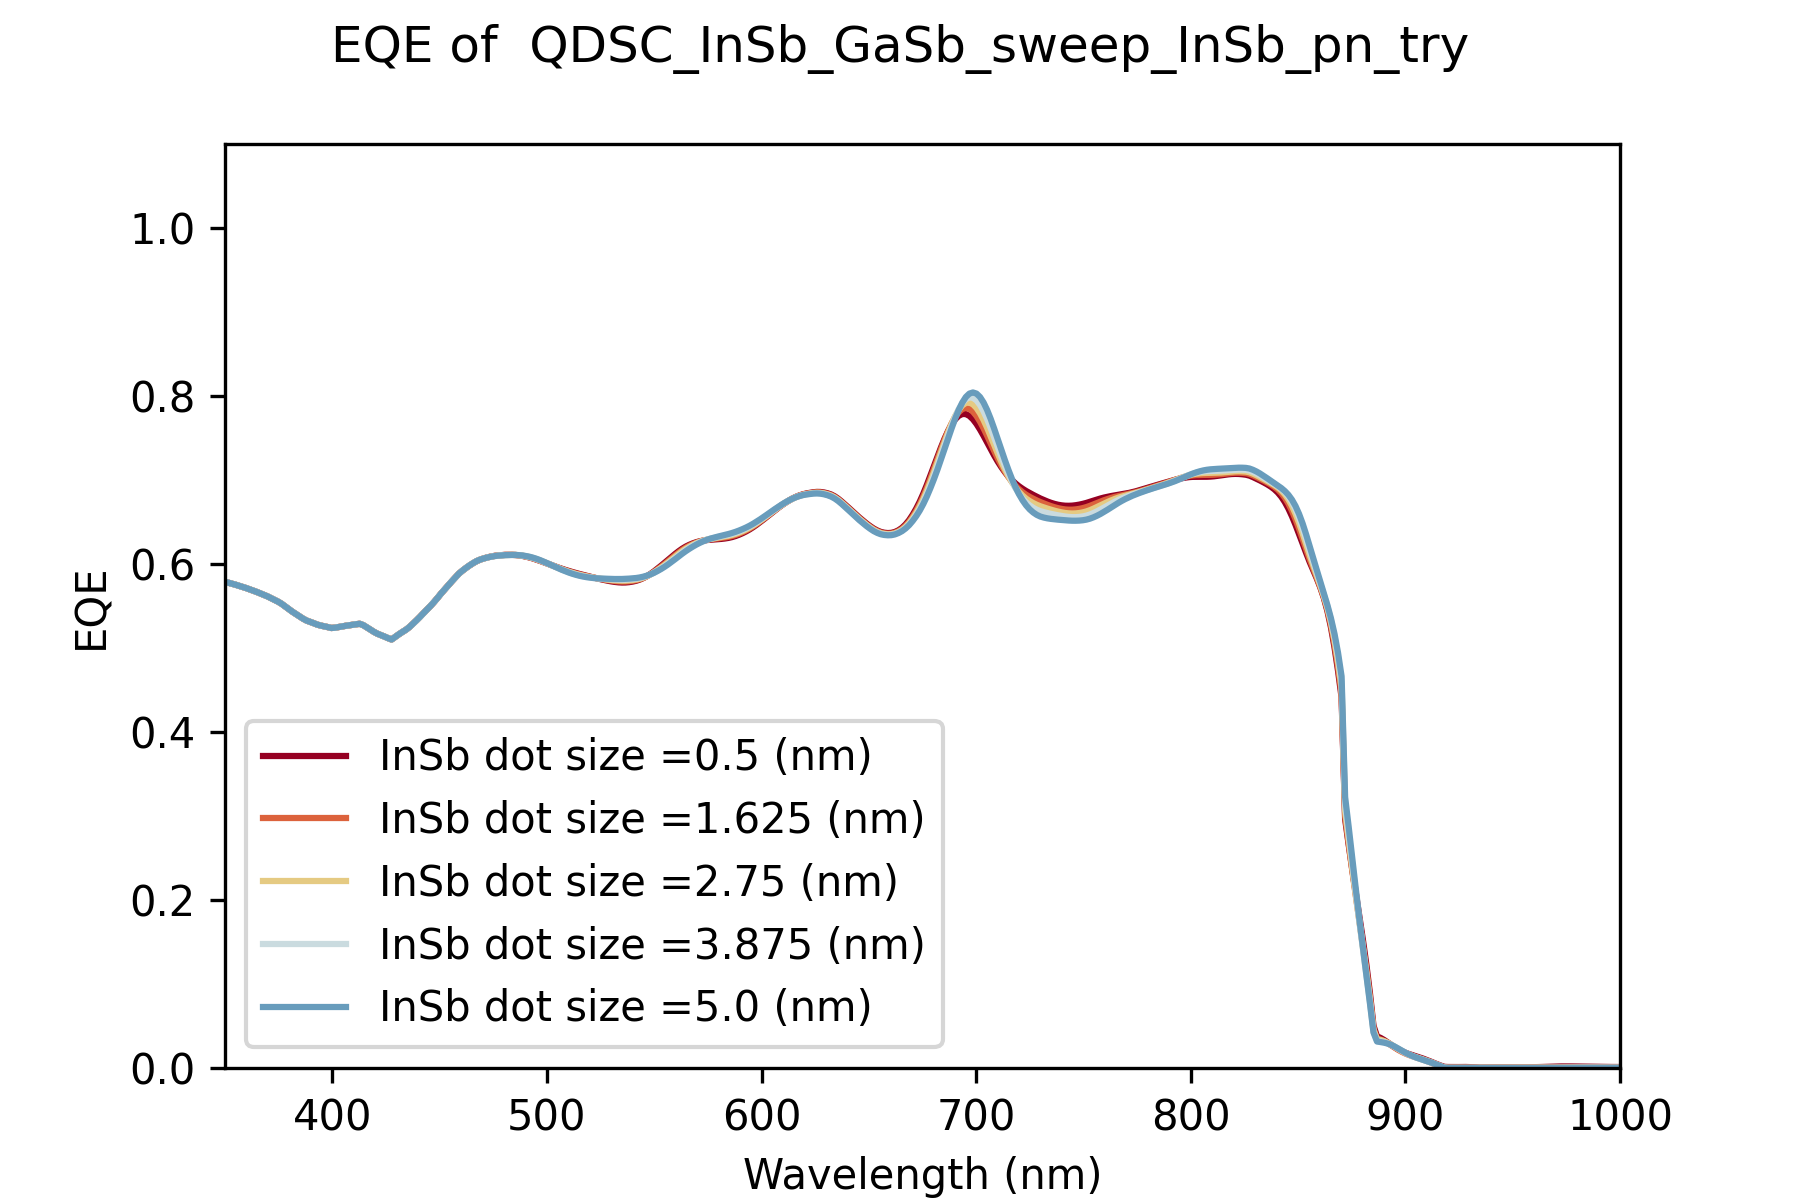 EQE of  QDSC_InSb_GaSb_sweep_InSb_pn_try
1.0
0.8
0.6
0.4
0.2
0.0
EQE
InSb dot size =0.5 (nm)
InSb dot size =1.625 (nm)
InSb dot size =2.75 (nm)
InSb dot size =3.875 (nm)
InSb dot size =5.0 (nm)
400 500 600 700 800 900 1000
Wavelength (nm)